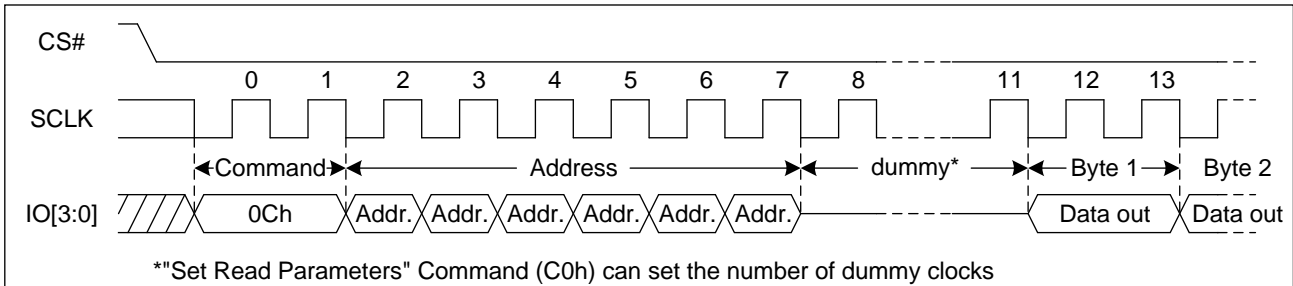 CS#
0 1 2 3 4 5 6 7 8 11 12 13
SCLK
Command Address dummy* Byte 1 Byte 2
IO[3:0] 0Ch Addr. Addr. Addr. Addr. Addr. Addr. Data out Data out
*"Set Read Parameters" Command (C0h) can set the number of dummy clocks